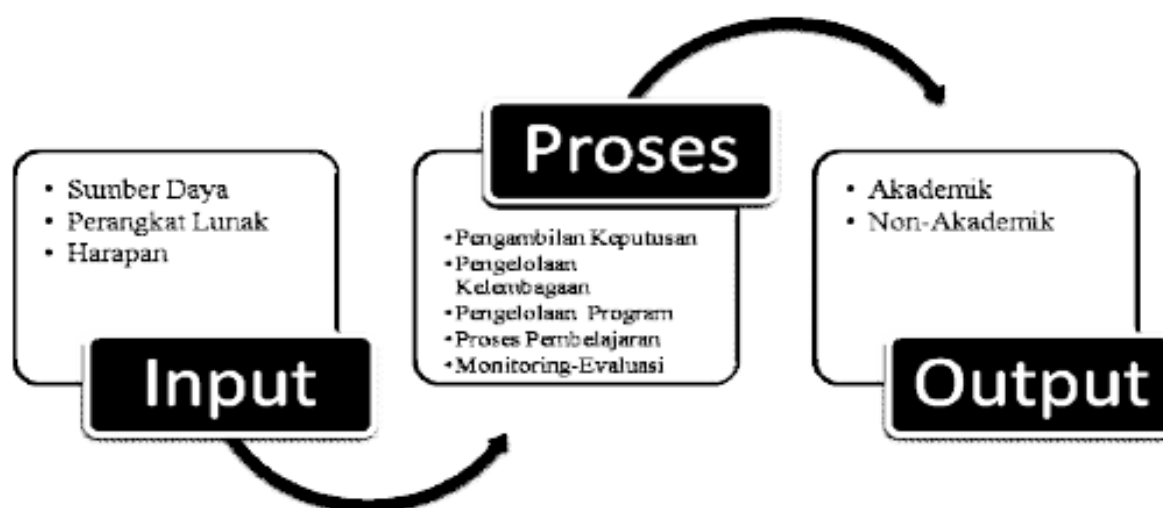 • Sumber Daya
• Perangkat Lunak
• Harapan
Input
Proses
•Pengambilan Keputusan
•Pengelolaan
Kelembagaan
•Pengelolaan Program
•Proses Pembelajaran
•Monitoring-Evaluasi
• Akademik
• Non-Akademik
Output